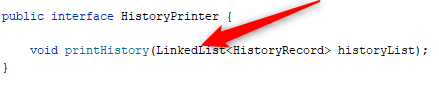 public interface HistoryPrinter {
void printHistory(LinkedList<HistoryRecord> historyList);
}